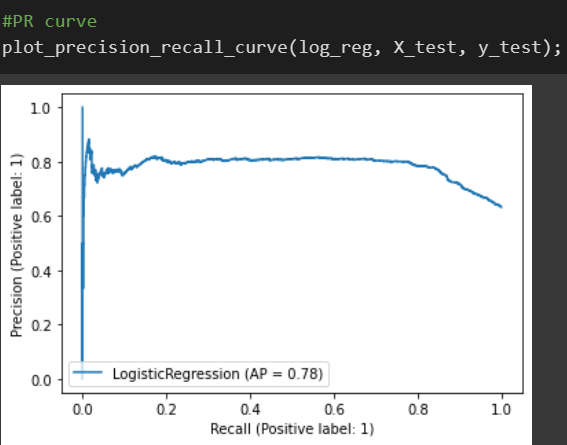 #PR curve
plot_precision_recall_curve(log_reg, X_test, y_test);
1.0
0.8
0.6
0.4
0.2
0.0
Precision (Positive label: 1)
LogisticRegression (AP = 0.78)
0.0 0.2 0.4 0.6 0.8 1.0
Recall (Positive label: 1)